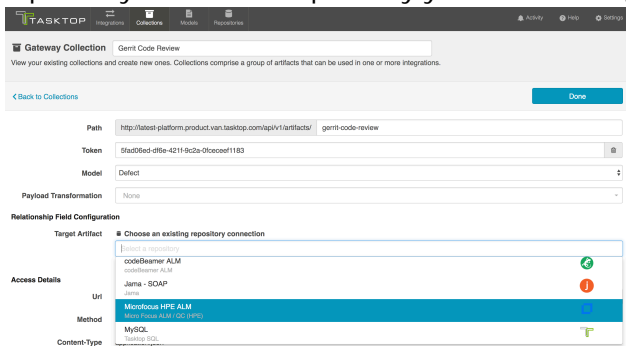 TASKTOP
Integrations
Collections
Models
Repositories
Activity
Help
Settings
Gateway Collection
Gerrit Code Review
View your existing collections and create new ones. Collections comprise a group of artifacts that can be used in one or more integrations.
Back to Collections
Done
Path
http://latest-platform.product.van.tasktop.com/api/v1/artifacts/
gerrit-code-review
Token
5fad06ed-df6e-421f-9c2a-0fceceef1183
Model
Defect
Payload Transformation
None
Relationship Field Configuration
Target Artifact
Choose an existing repository connection
Select a repository
codeBeamer ALM
codeBeamer ALM
Jama - SOAP
Jama
Access Details
Url
Microfocus HPE ALM
Micro Focus ALM / QC (HPE)
Method
MySQL
Tasktop SQL
Content-Type